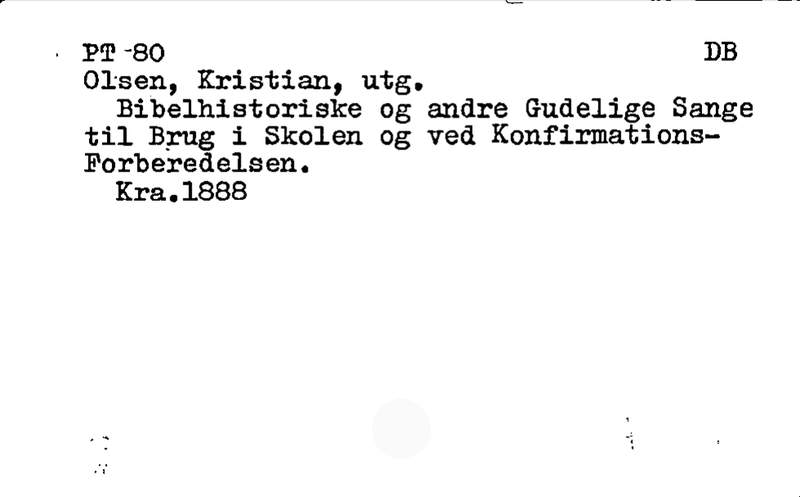 PT-80 DB
Olsen, Kristian, utg.
Bibelhistoriske og andre Gudelige Sange
til Brug i Skolen og ved Konfirmations-
Forberedelsen.
Kra.1888